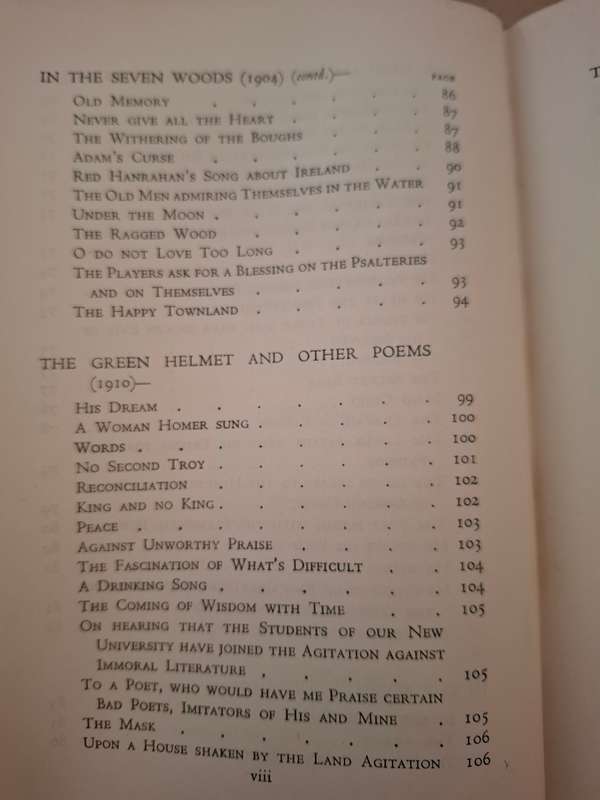 IN THE SEVEN WOODS (1904) (contd.)— PAGE
OLD MEMORY . . . . . . 86
NEVER GIVE ALL THE HEART . . . . 87
THE WITHERING OF THE BOUGHS . . . . 87
ADAM'S CURSE . . . . . . 88
RED HANRAHAN'S SONG ABOUT IRELAND . . 90
THE OLD MEN ADMIRING THEMSELVES IN THE WATER 91
UNDER THE MOON . . . . . . 91
THE RAGGED WOOD . . . . . 92
O DO NOT LOVE TOO LONG . . . . 93
THE PLAYERS ASK FOR A BLESSING ON THE PSALTERIES
AND ON THEMSELVES . . . . . 93
THE HAPPY TOWNLAND . . . . . 94
THE GREEN HELMET AND OTHER POEMS
(1910)—
HIS DREAM . . . . . . . 99
A WOMAN HOMER SUNG . . . . . 100
WORDS . . . . . . . . 100
NO SECOND TROY . . . . . . 101
RECONCILIATION . . . . . . 102
KING AND NO KING . . . . . . 102
PEACE . . . . . . . . 103
AGAINST UNWORTHY PRAISE . . . . 103
THE FASCINATION OF WHAT'S DIFFICULT . . 104
A DRINKING SONG . . . . . . 104
THE COMING OF WISDOM WITH TIME . . 105
ON HEARING THAT THE STUDENTS OF OUR NEW
UNIVERSITY HAVE JOINED THE AGITATION AGAINST
IMMORAL LITERATURE . . . . . 105
TO A POET, WHO WOULD HAVE ME PRAISE CERTAIN
BAD POETS, IMITATORS OF HIS AND MINE . 105
THE MASK . . . . . . . 106
UPON A HOUSE SHAKEN BY THE LAND AGITATION 106
viii